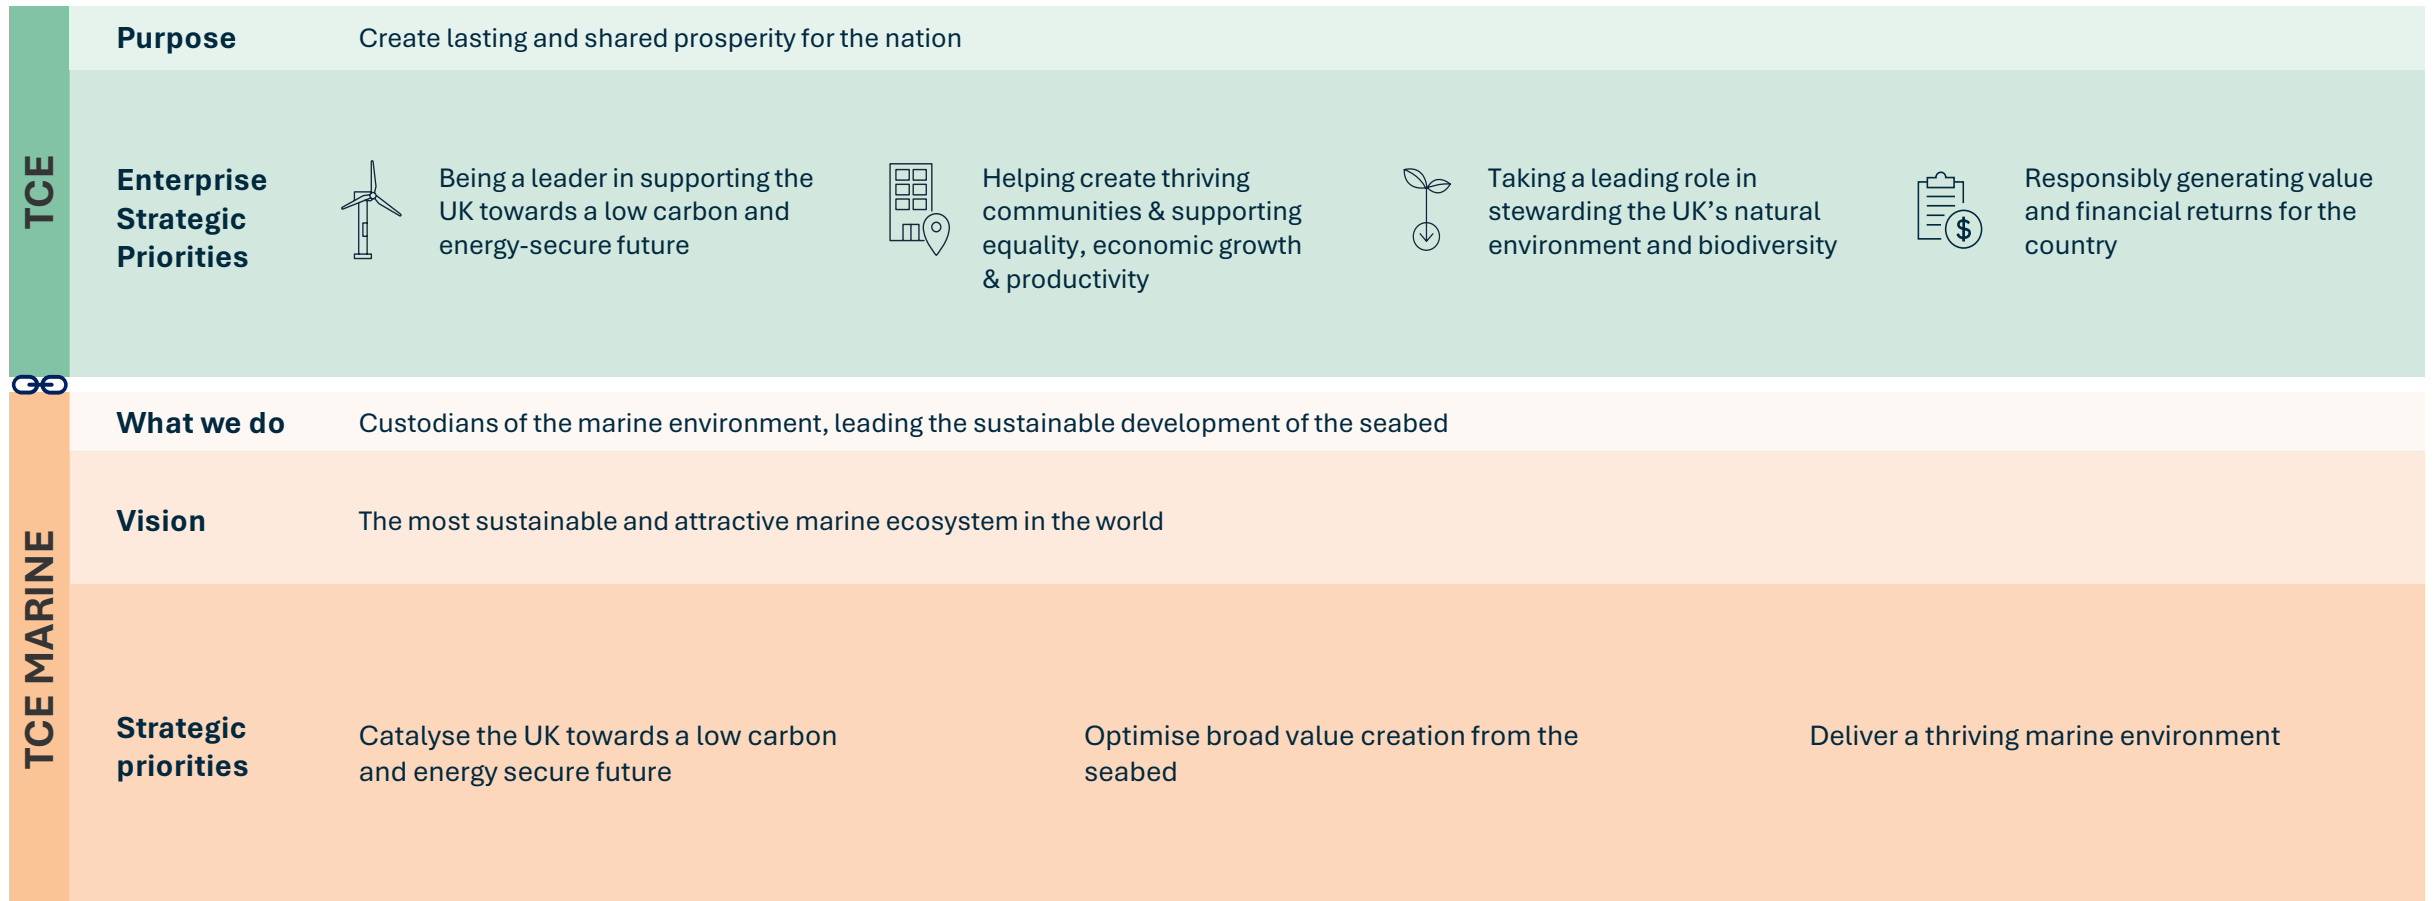 TCE
Purpose
Create lasting and shared prosperity for the nation
Enterprise
Strategic
Priorities
Being a leader in supporting the
UK towards a low carbon and
energy-secure future
Helping create thriving
communities & supporting
equality, economic growth
& productivity
Taking a leading role in
stewarding the UK’s natural
environment and biodiversity
$
Responsibly generating value
and financial returns for the
country
TCE MARINE
What we do
Custodians of the marine environment, leading the sustainable development of the seabed
Vision
The most sustainable and attractive marine ecosystem in the world
Strategic
priorities
Catalyse the UK towards a low carbon
and energy secure future
Optimise broad value creation from the
seabed
Deliver a thriving marine environment